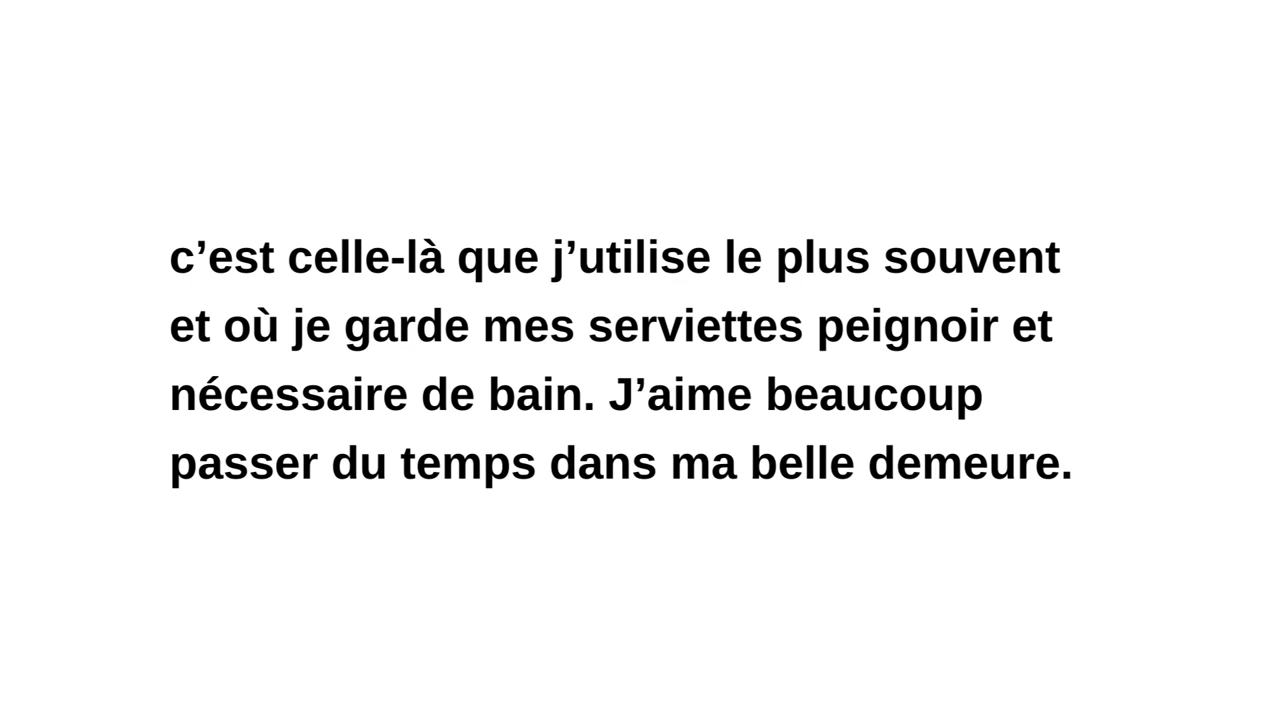 c’est celle-là que j’utilise le plus souvent
et où je garde mes serviettes peignoir et
nécessaire de bain. J’aime beaucoup
passer du temps dans ma belle demeure.